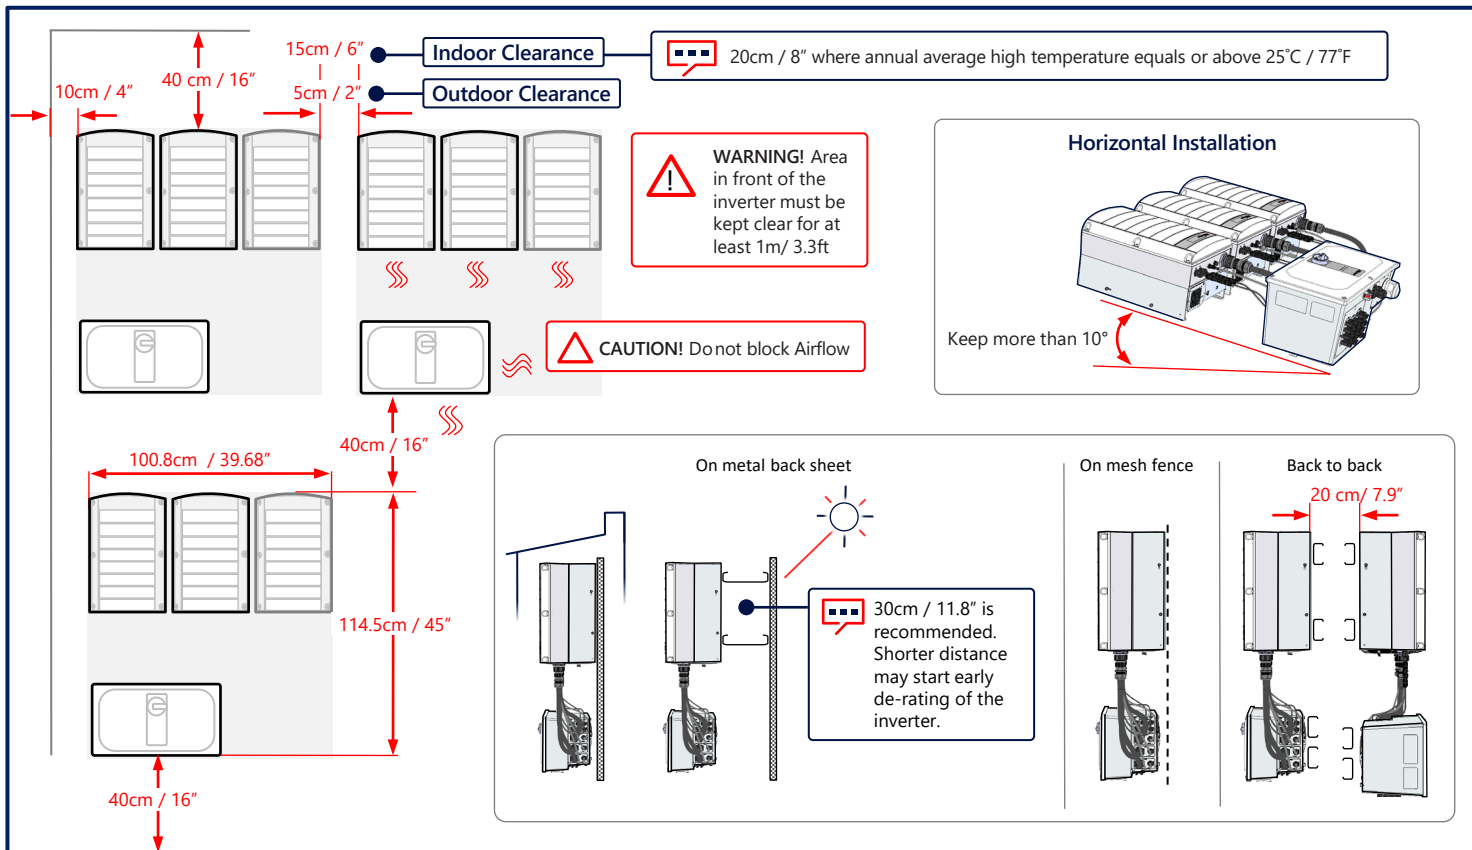 15cm / 6"
Indoor Clearance
20cm / 8" where annual average high temperature equals or above 25°C / 77°F
40 cm / 16"
10cm / 4"
5cm / 2"
Outdoor Clearance
WARNING! Area
in front of the
inverter must be
kept clear for at
least 1m/ 3.3ft
Horizontal Installation
Keep more than 10°
CAUTION! Do not block Airflow
40cm / 16"
100.8cm / 39.68"
114.5cm / 45"
40cm / 16"
On metal back sheet
30cm / 11.8" is
recommended.
Shorter distance
may start early
de-rating of the
inverter.
On mesh fence
Back to back
20 cm/ 7.9"